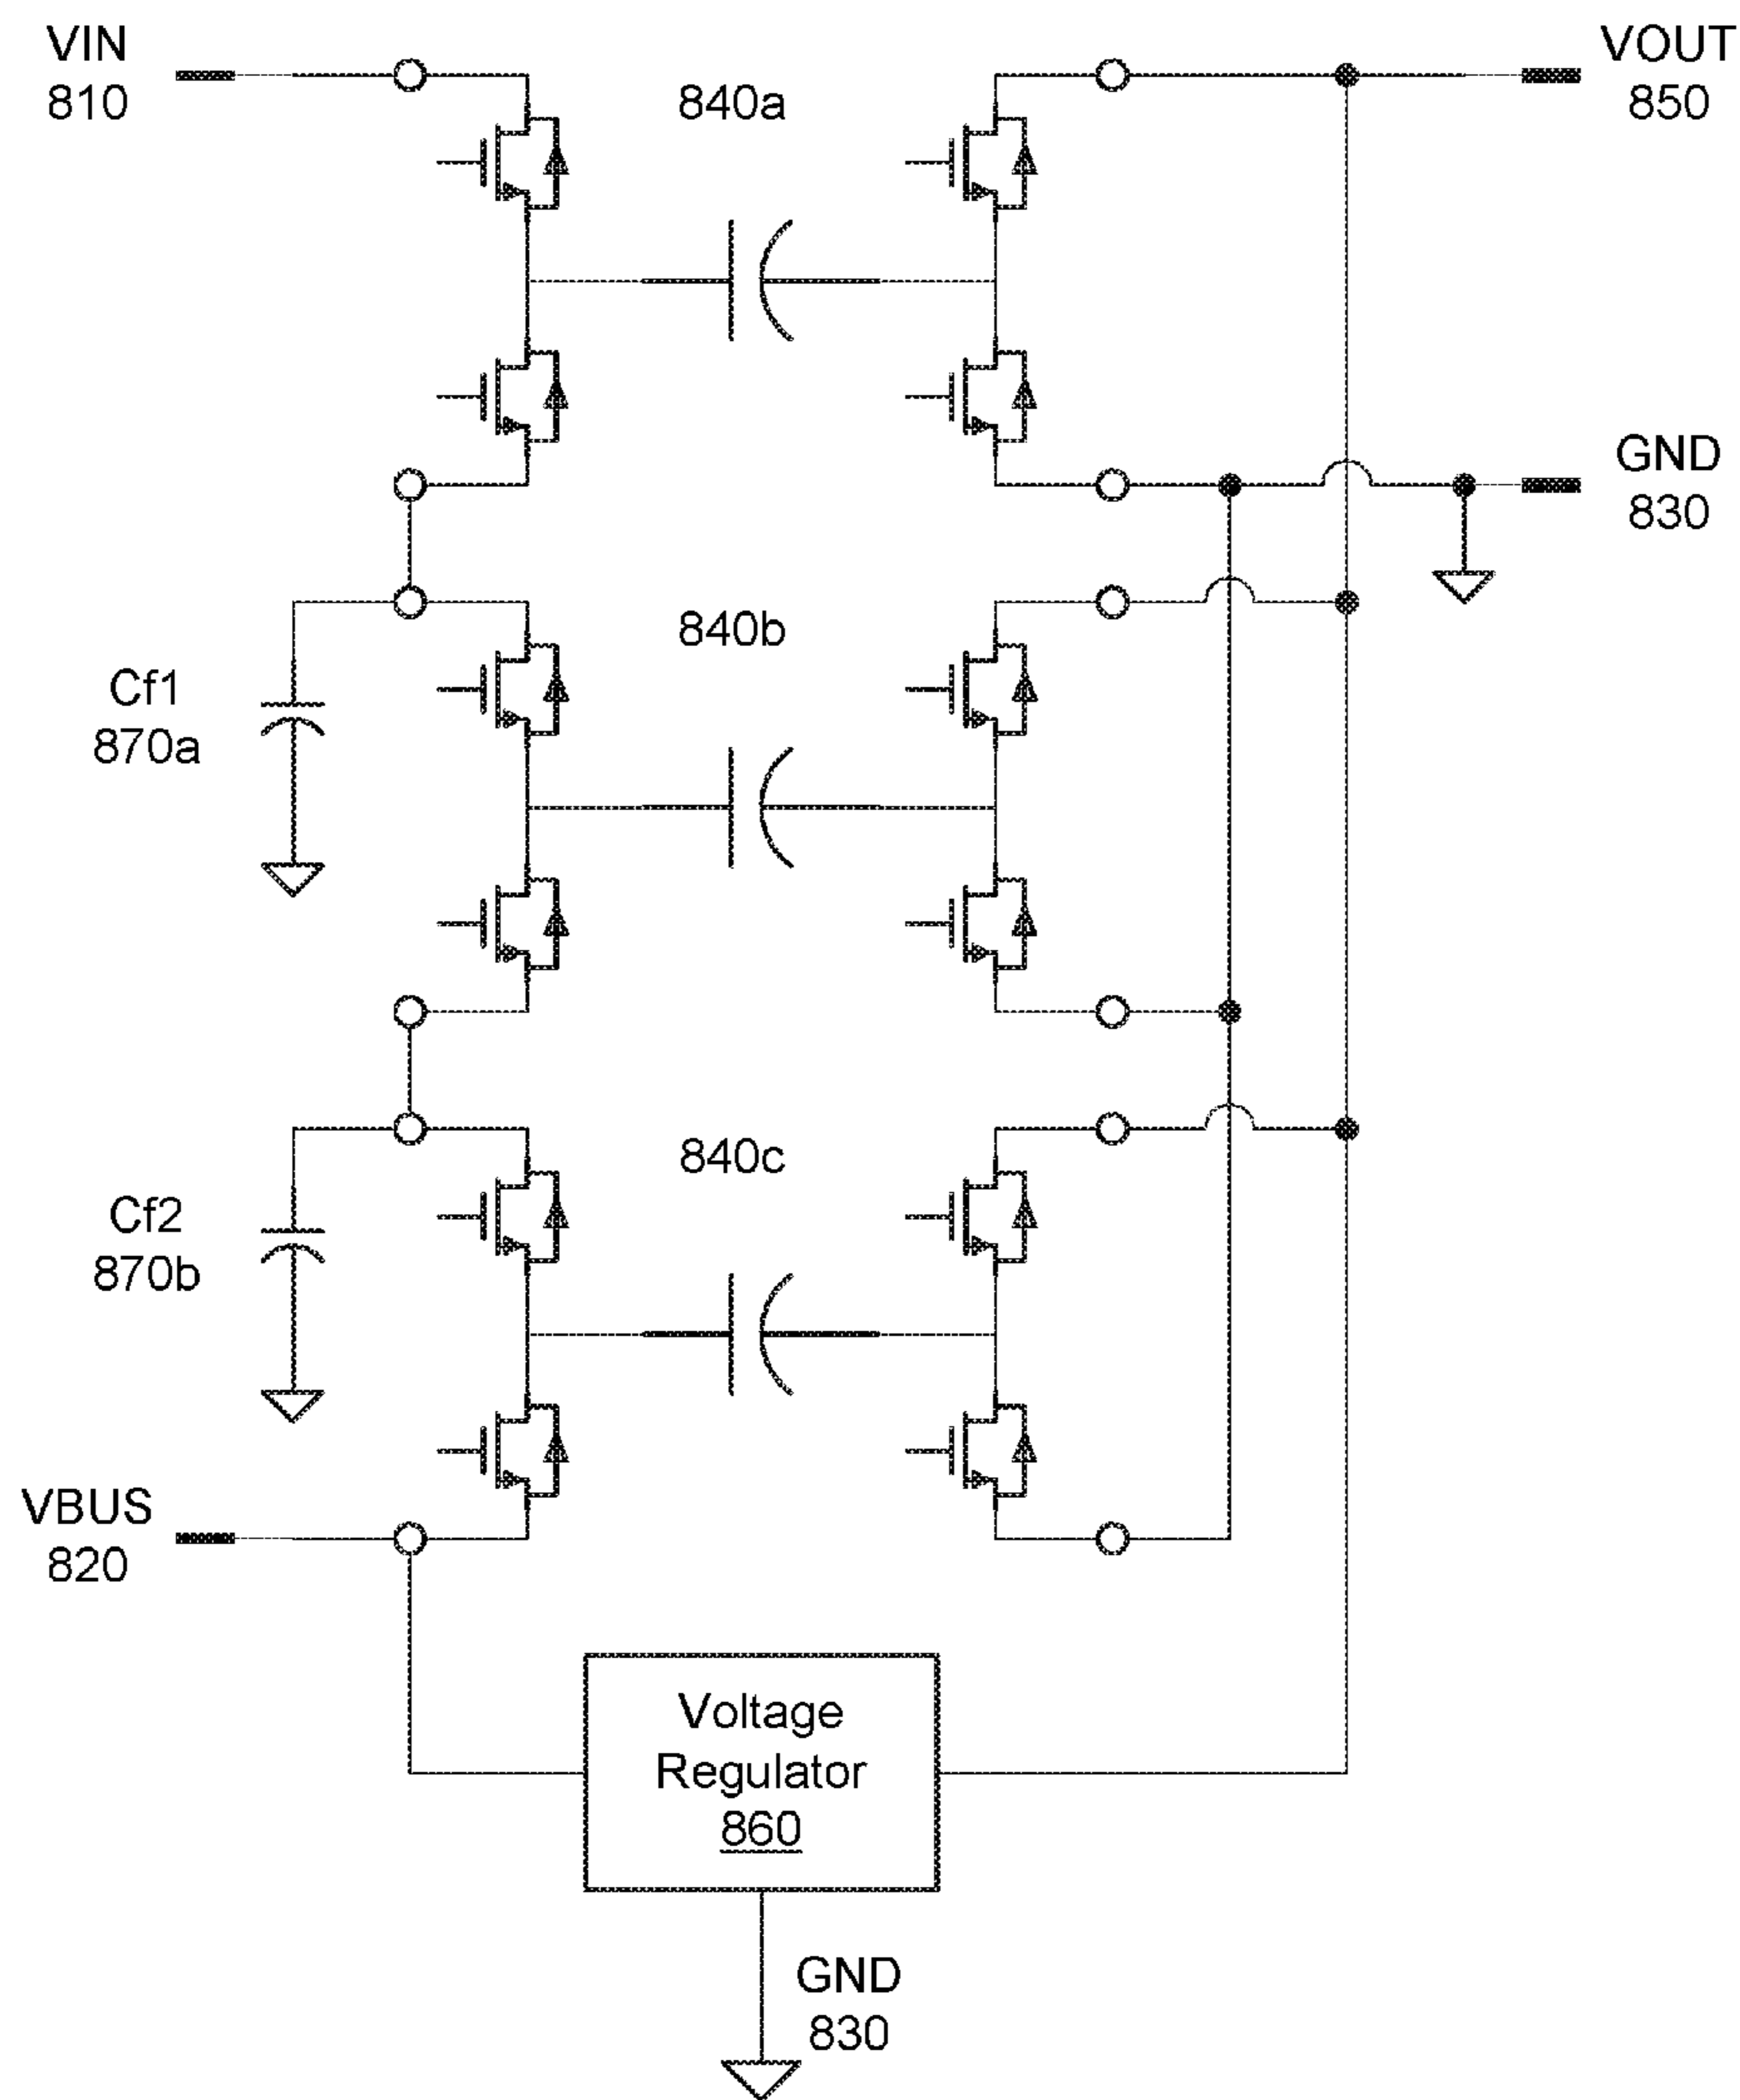 VIN
810
840a
VOUT
850
GND
830
840b
Cf1
870a
840c
Cf2
870b
VBUS
820
Voltage
Regulator
860
GND
830